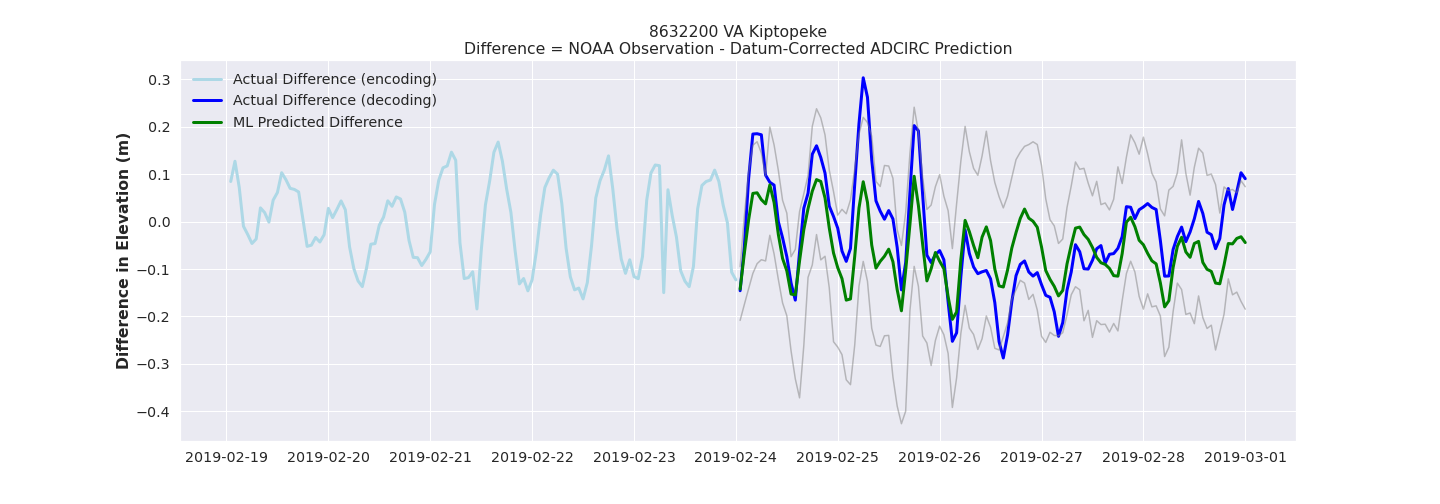 8632200 VA Kiptopeke
Difference = NOAA Observation - Datum-Corrected ADCIRC Prediction
Difference in Elevation (m)
0.3
0.2
0.1
0.0
−0.1
−0.2
−0.3
−0.4
Actual Difference (encoding)
Actual Difference (decoding)
ML Predicted Difference
2019-02-19 2019-02-20 2019-02-21 2019-02-22 2019-02-23 2019-02-24 2019-02-25 2019-02-26 2019-02-27 2019-02-28 2019-03-01